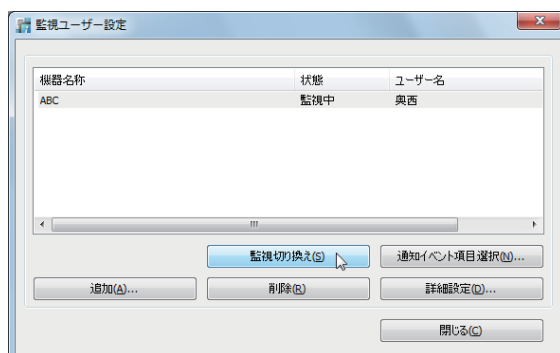 監視ユーザー設定
機器名称 状態 ユーザー名
ABC 監視中 奥西
監視切り換え(S) 通知イベント項目選択(N)...
追加(A)... 削除(R) 詳細設定(D)...
閉じる(C)